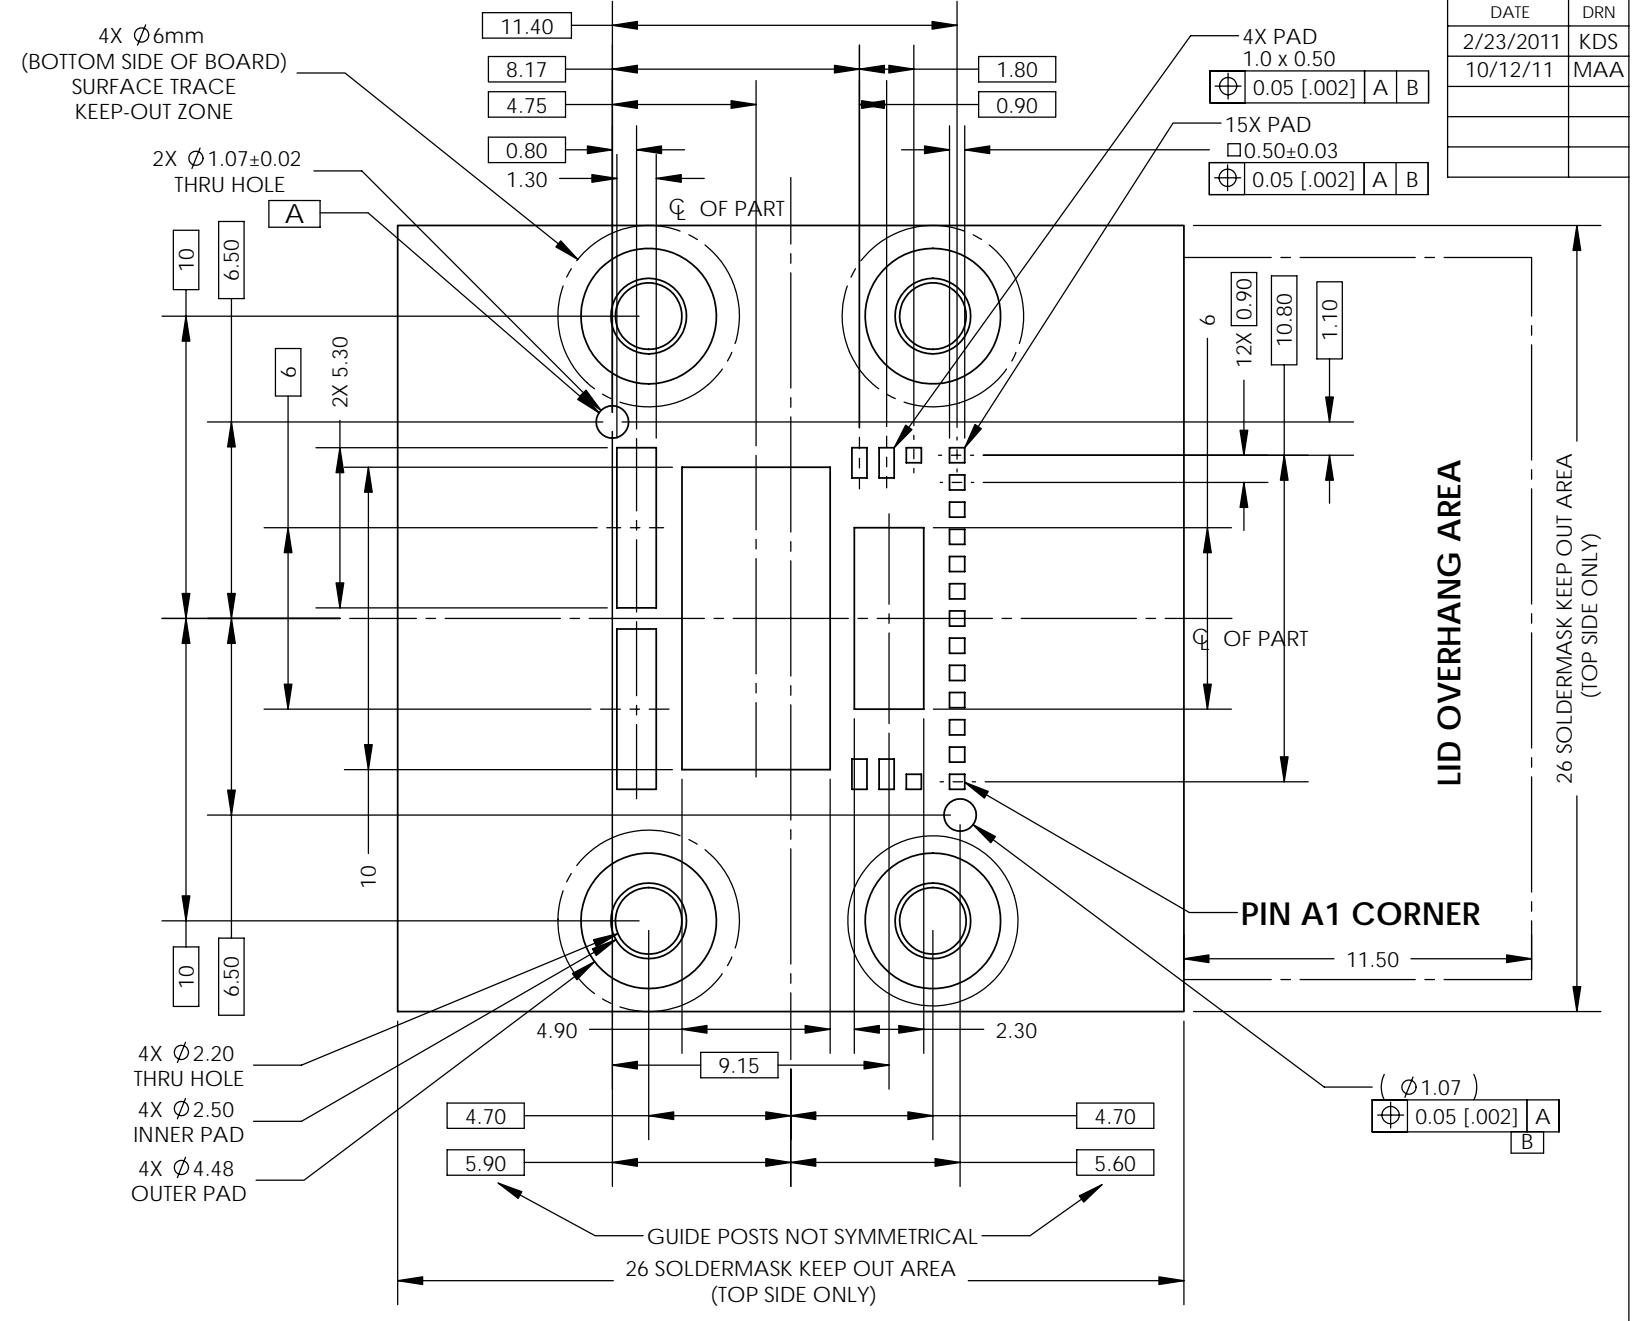 11.40
DATE DRN
4X ⌀6mm
(BOTTOM SIDE OF BOARD)
SURFACE TRACE
KEEP-OUT ZONE
4X PAD
1.0 x 0.50
⌖ 0.05 [.002] A B
2/23/2011 KDS
10/12/11 MAA
8.17
1.80
4.75
0.90
15X PAD
□0.50±0.03
⌖ 0.05 [.002] A B
0.80
1.30
2X ⌀1.07±0.02
THRU HOLE
A
℄ OF PART
10
6.50
6
2X 5.30
6
12X 0.90
10.80
1.10
26 SOLDERMASK KEEP OUT AREA
(TOP SIDE ONLY)
LID OVERHANG AREA
℄ OF PART
10
10
6.50
PIN A1 CORNER
11.50
4.90
2.30
9.15
4X ⌀2.20
THRU HOLE
4X ⌀2.50
INNER PAD
4X ⌀4.48
OUTER PAD
4.70
4.70
(⌀1.07)
⌖ 0.05 [.002] A
B
5.90
5.60
GUIDE POSTS NOT SYMMETRICAL
26 SOLDERMASK KEEP OUT AREA
(TOP SIDE ONLY)